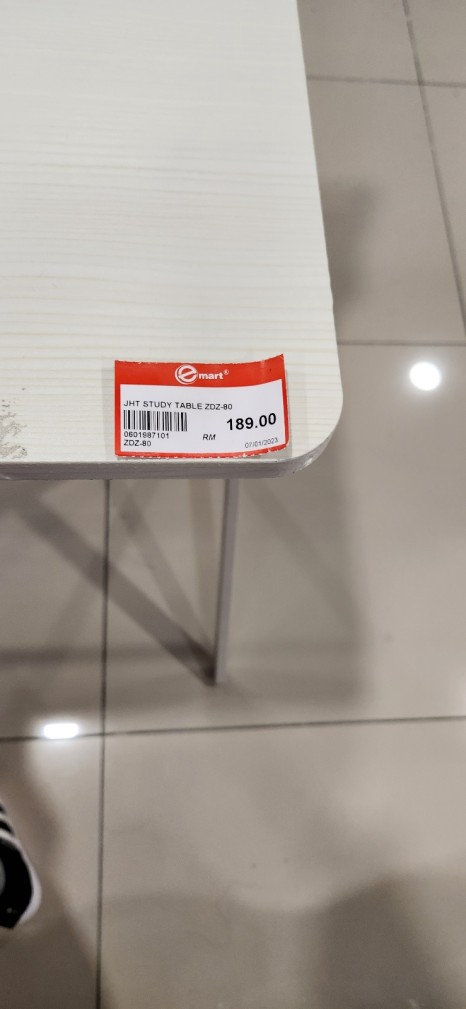 emart®
JHT STUDY TABLE ZDZ-80
189.00
0601987101
RM
ZDZ-80
07/01/2023